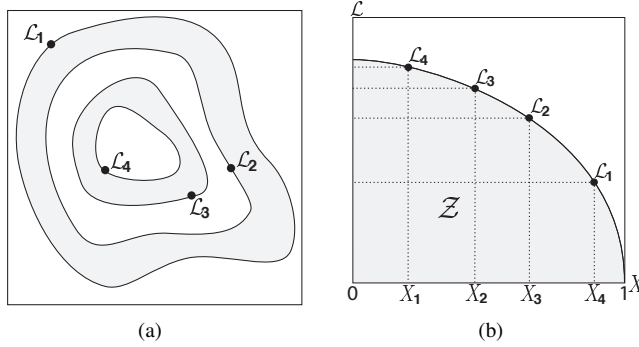 ℒ₁
ℒ₂
ℒ₄
ℒ₃
(a)
ℒ
ℒ₄
ℒ₃
ℒ₂
ℒ₁
𝒵
0 X₁ X₂ X₃ X₄ 1 X
(b)